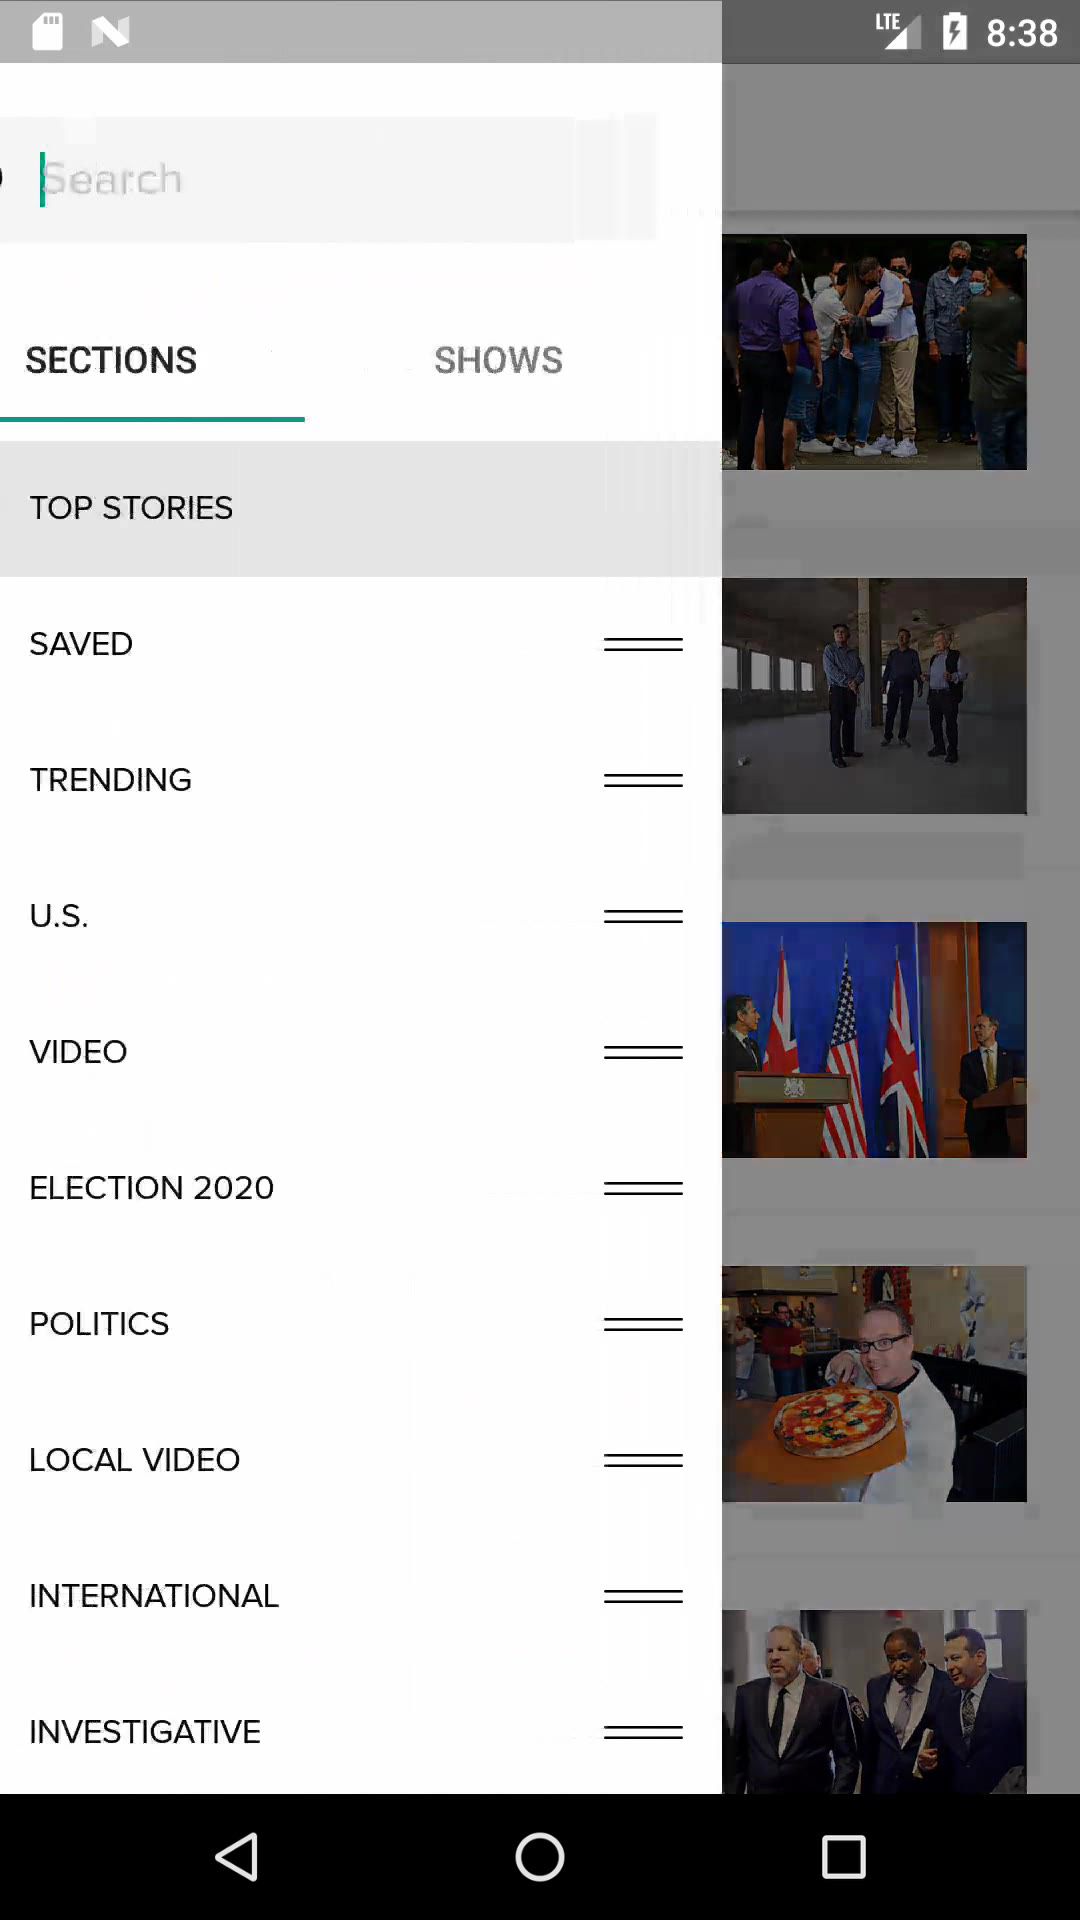 LTE 8:38
Search
SECTIONS SHOWS
TOP STORIES
SAVED
TRENDING
U.S.
VIDEO
ELECTION 2020
POLITICS
LOCAL VIDEO
INTERNATIONAL
INVESTIGATIVE